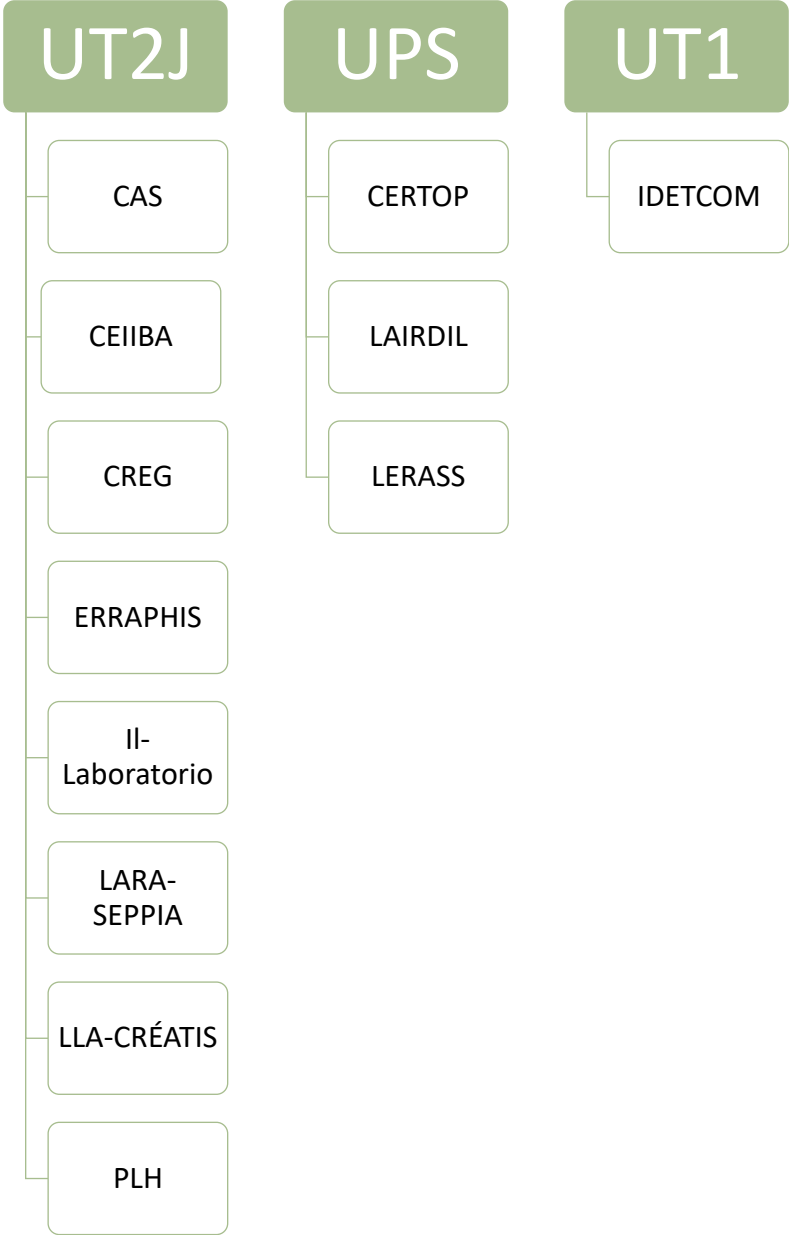 UT2J
CAS
CEIIBA
CREG
ERRAPHIS
Il-
Laboratorio
LARA-
SEPPIA
LLA-CRÉATIS
PLH
UPS
CERTOP
LAIRDIL
LERASS
UT1
IDETCOM